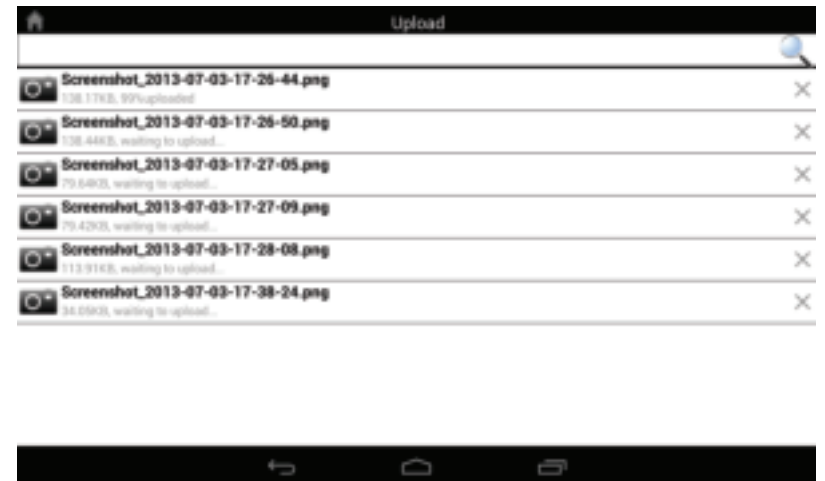 Upload
Screenshot_2013-07-03-17-26-44.png
138.17KB, 99%uploaded
Screenshot_2013-07-03-17-26-50.png
138.44KB, waiting to upload...
Screenshot_2013-07-03-17-27-05.png
79.64KB, waiting to upload...
Screenshot_2013-07-03-17-27-09.png
79.42KB, waiting to upload...
Screenshot_2013-07-03-17-28-08.png
113.91KB, waiting to upload...
Screenshot_2013-07-03-17-38-24.png
34.05KB, waiting to upload...